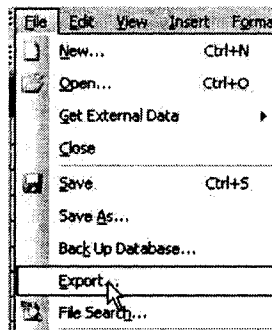 File Edit View Insert Forma
New... Ctrl+N
Open... Ctrl+O
Get External Data
Close
Save Ctrl+S
Save As...
Back Up Database...
Export...
File Search...